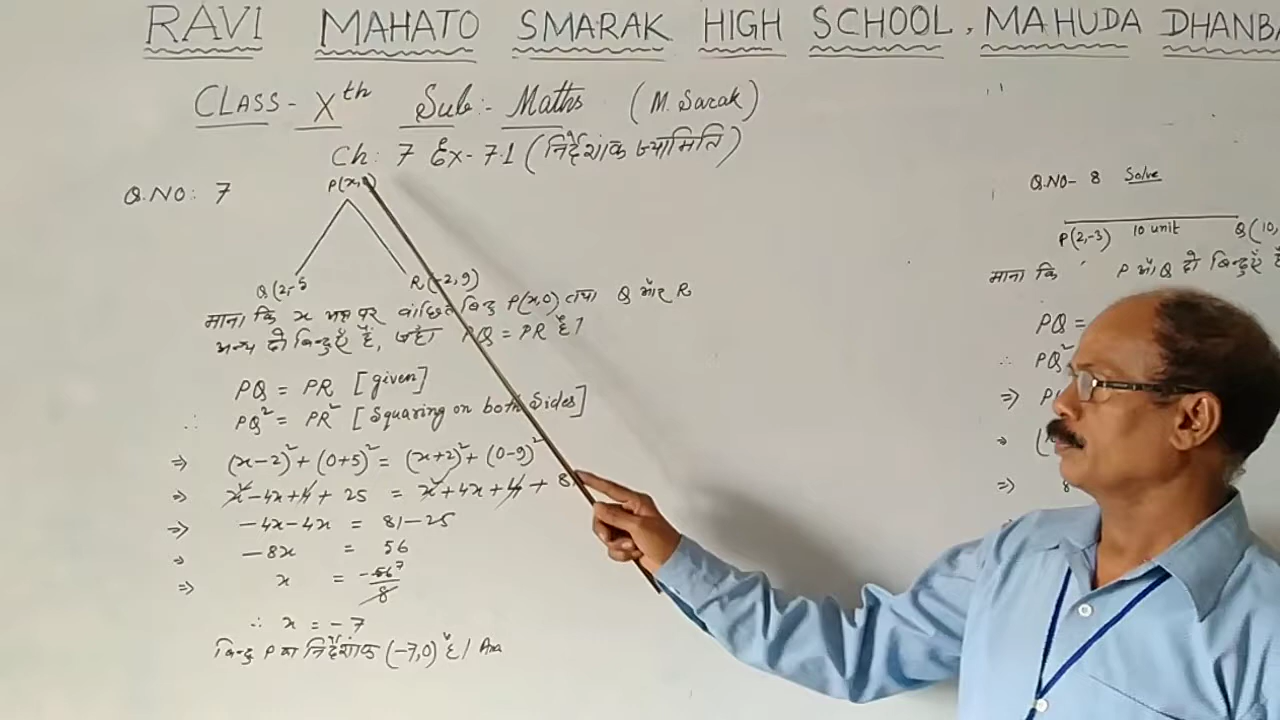 RAVI MAHATO SMARAK HIGH SCHOOL, MAHUDA DHANBA
CLASS - Xth Sub:- Maths (M. Sarak)
Ch: 7 Ex-7.1 (निर्देशांक ज्यामिति)
Q.NO: 7
P(x,
Q(2,-5
R(-2,9)
माना कि x अक्ष पर वांछित बिन्दु P(x,0) तथा Q और R
अन्य दो बिन्दुएँ हैं, जहाँ PQ = PR है।
PQ = PR [given]
∴ PQ² = PR² [Squaring on both Sides]
⇒ (x-2)² + (0+5)² = (x+2)² + (0-9)²
⇒ x² - 4x + 4 + 25 = x² + 4x + 4 + 8
⇒ -4x - 4x = 81 - 25
⇒ -8x = 56
⇒ x = -56/8 7
∴ x = -7
बिन्दु P का निर्देशांक (-7,0) है। Ans
Q.NO- 8 Solve
P(2,-3) 10 unit Q(10,
माना कि P और Q दो बिन्दुएँ है
PQ =
∴ PQ²
⇒ P
⇒ (
⇒ 8